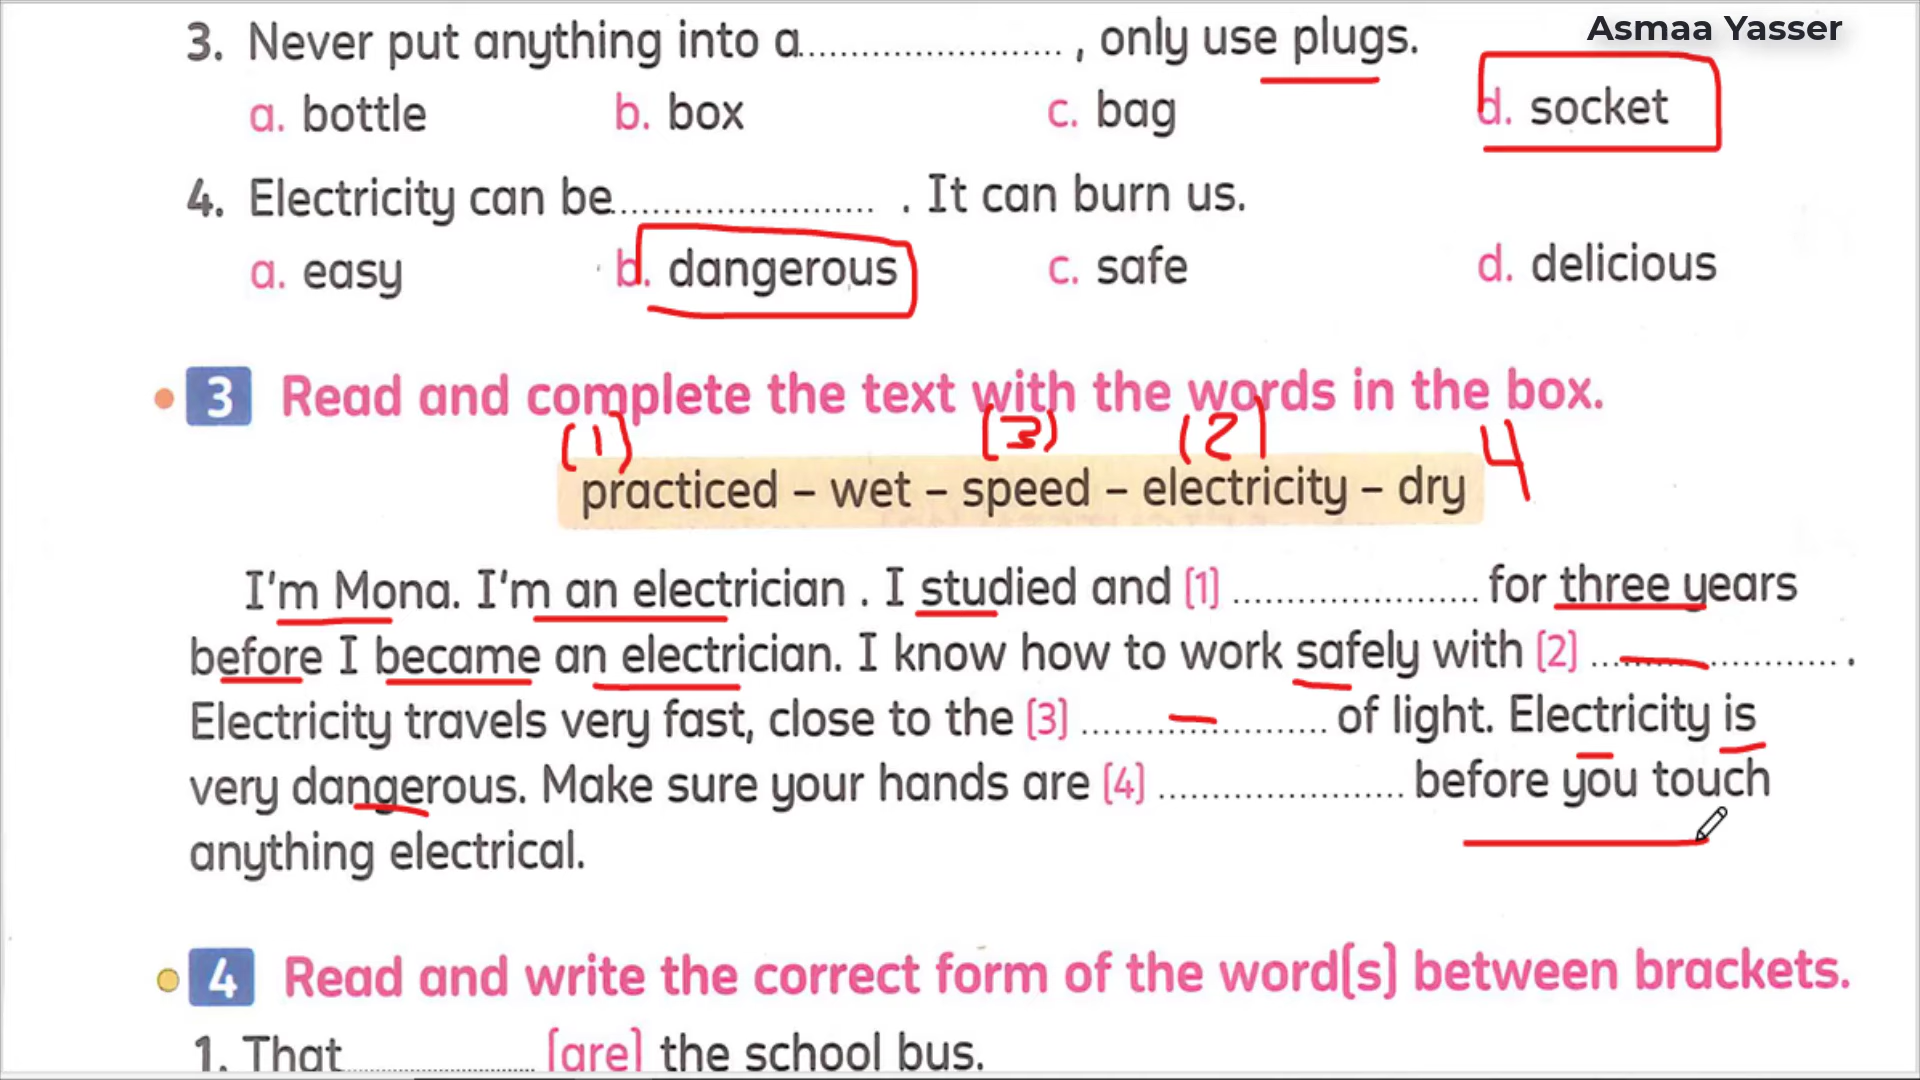 Asmaa Yasser
3. Never put anything into a.......................... , only use plugs.
a. bottle b. box c. bag d. socket
4. Electricity can be.......................... . It can burn us.
a. easy b. dangerous c. safe d. delicious
3 Read and complete the text with the words in the box.
(1) (3) (2) 4
practiced – wet – speed – electricity – dry
I'm Mona. I'm an electrician . I studied and (1) .......................... for three years
before I became an electrician. I know how to work safely with (2) .......................... .
Electricity travels very fast, close to the (3) .......................... of light. Electricity is
very dangerous. Make sure your hands are (4) .......................... before you touch
anything electrical.
4 Read and write the correct form of the word(s) between brackets.
1. That.................... (are) the school bus.